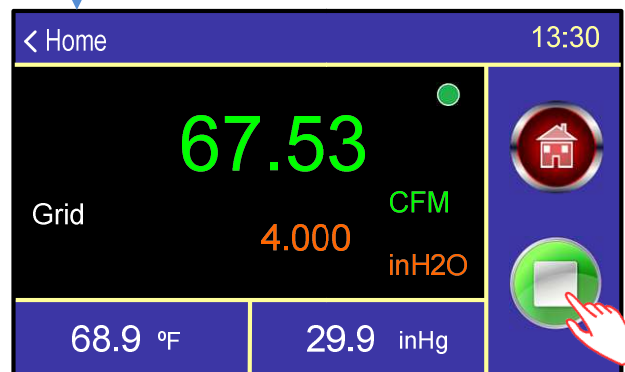 < Home 13:30
67.53
Grid CFM
4.000 inH2O
68.9 ºF 29.9 inHg